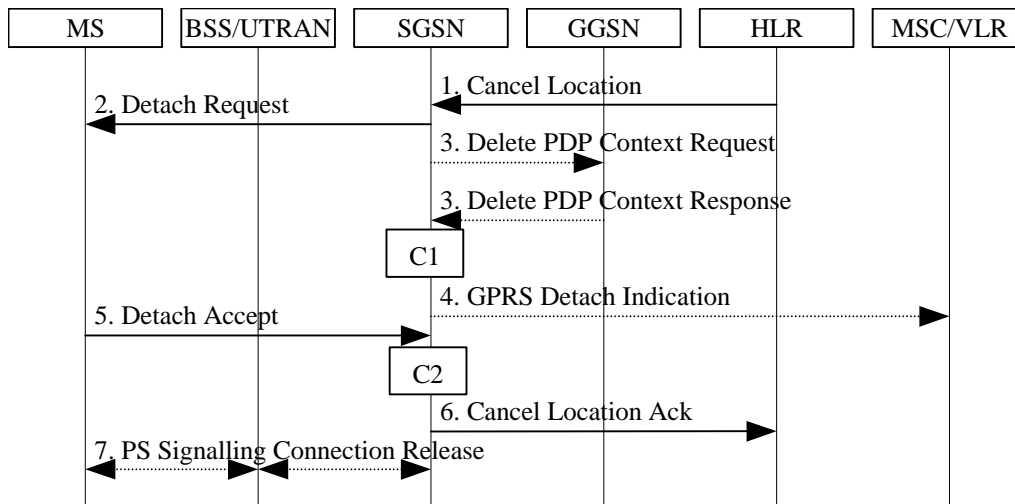 MS BSS/UTRAN SGSN GGSN HLR MSC/VLR
1. Cancel Location
2. Detach Request
3. Delete PDP Context Request
3. Delete PDP Context Response
C1
4. GPRS Detach Indication
5. Detach Accept
C2
6. Cancel Location Ack
7. PS Signalling Connection Release